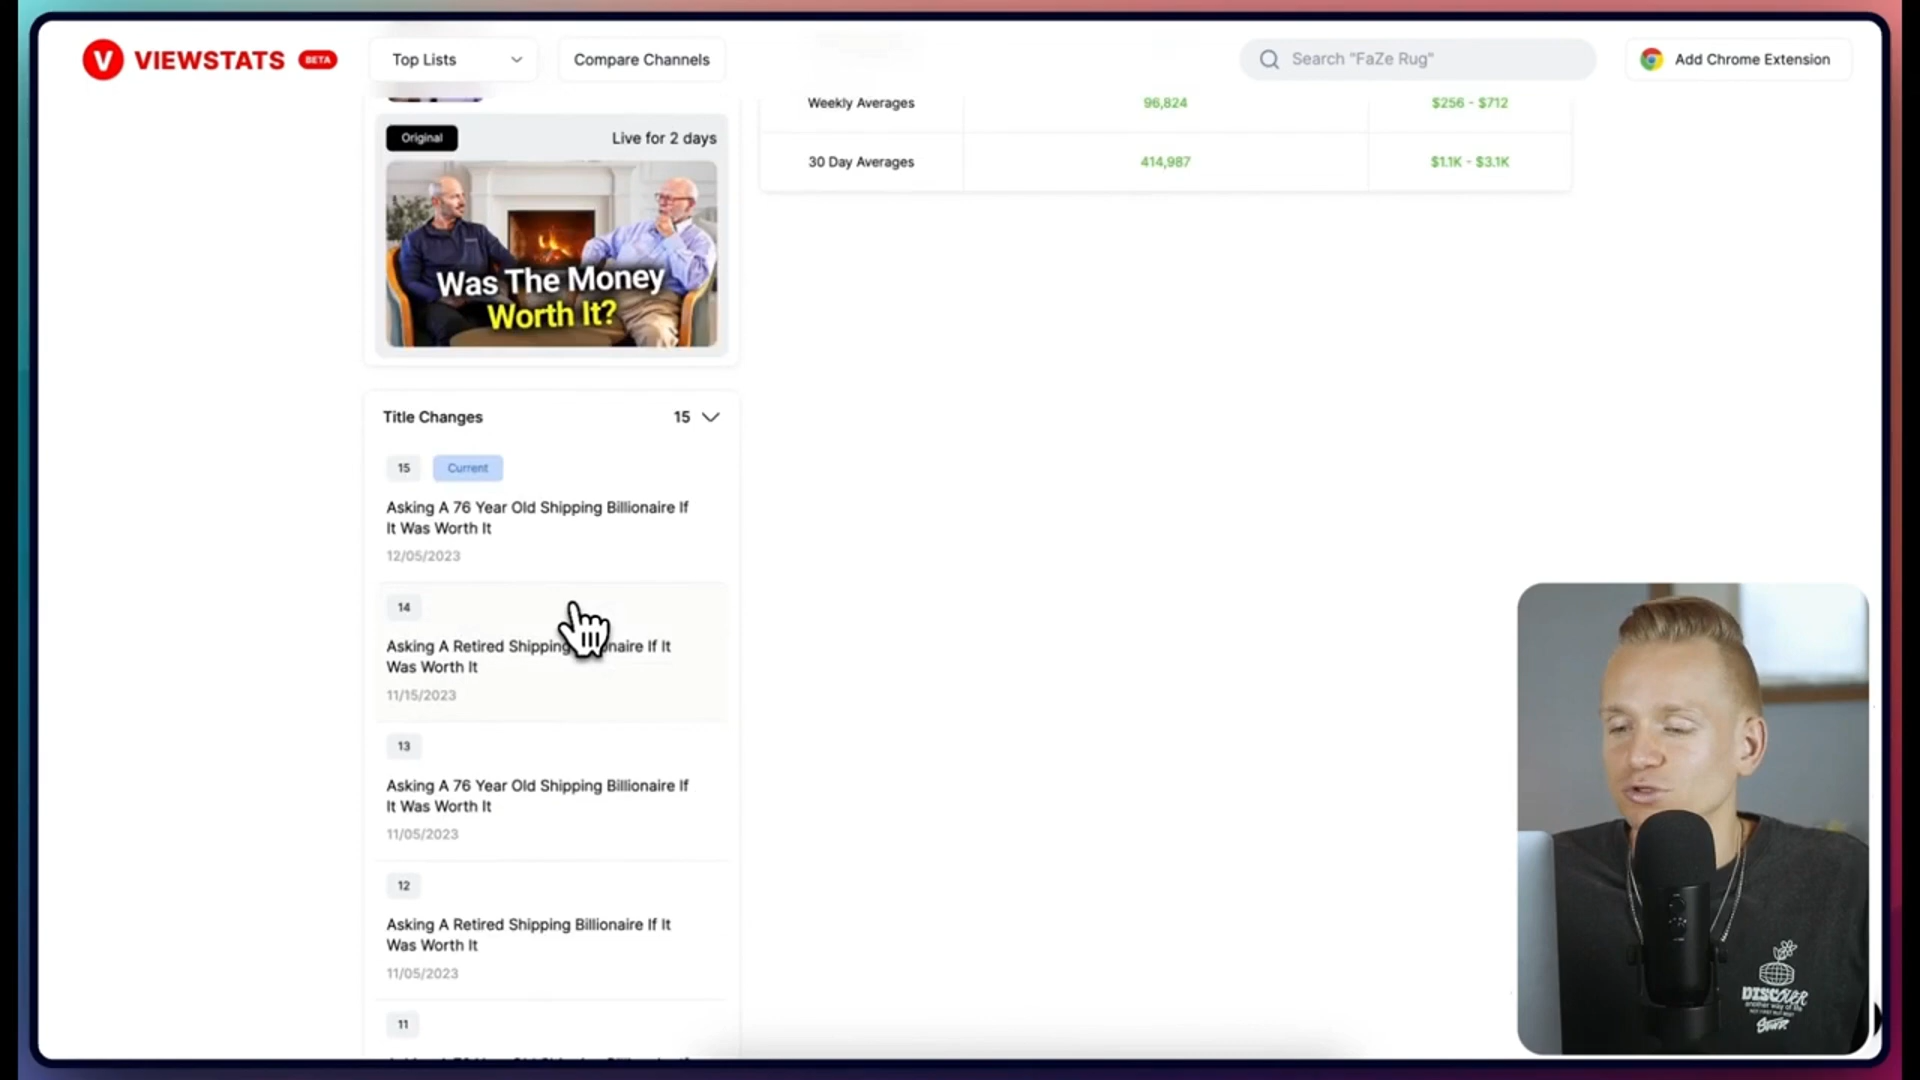 VIEWSTATS BETA
Top Lists
Compare Channels
Search "FaZe Rug"
Add Chrome Extension
Weekly Averages
96,824
$256 - $712
30 Day Averages
414,987
$1.1K - $3.1K
Original
Live for 2 days
Was The Money
Worth It?
Title Changes
15
15
Current
Asking A 76 Year Old Shipping Billionaire If
It Was Worth It
12/05/2023
14
Asking A Retired Shipping
naire If It
Was Worth It
11/15/2023
13
Asking A 76 Year Old Shipping Billionaire If
It Was Worth It
11/05/2023
12
Asking A Retired Shipping Billionaire If It
Was Worth It
11/05/2023
11
DISCOVER